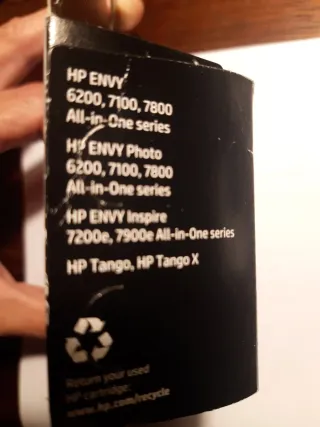 HP ENVY
6200, 7100, 7800
All-in-One series
HP ENVY Photo
6200, 7100, 7800
All-in-One series
HP ENVY Inspire
7200e, 7900e All-in-One series
HP Tango, HP Tango X
Return your used
HP cartridge:
www.hp.com/recycle